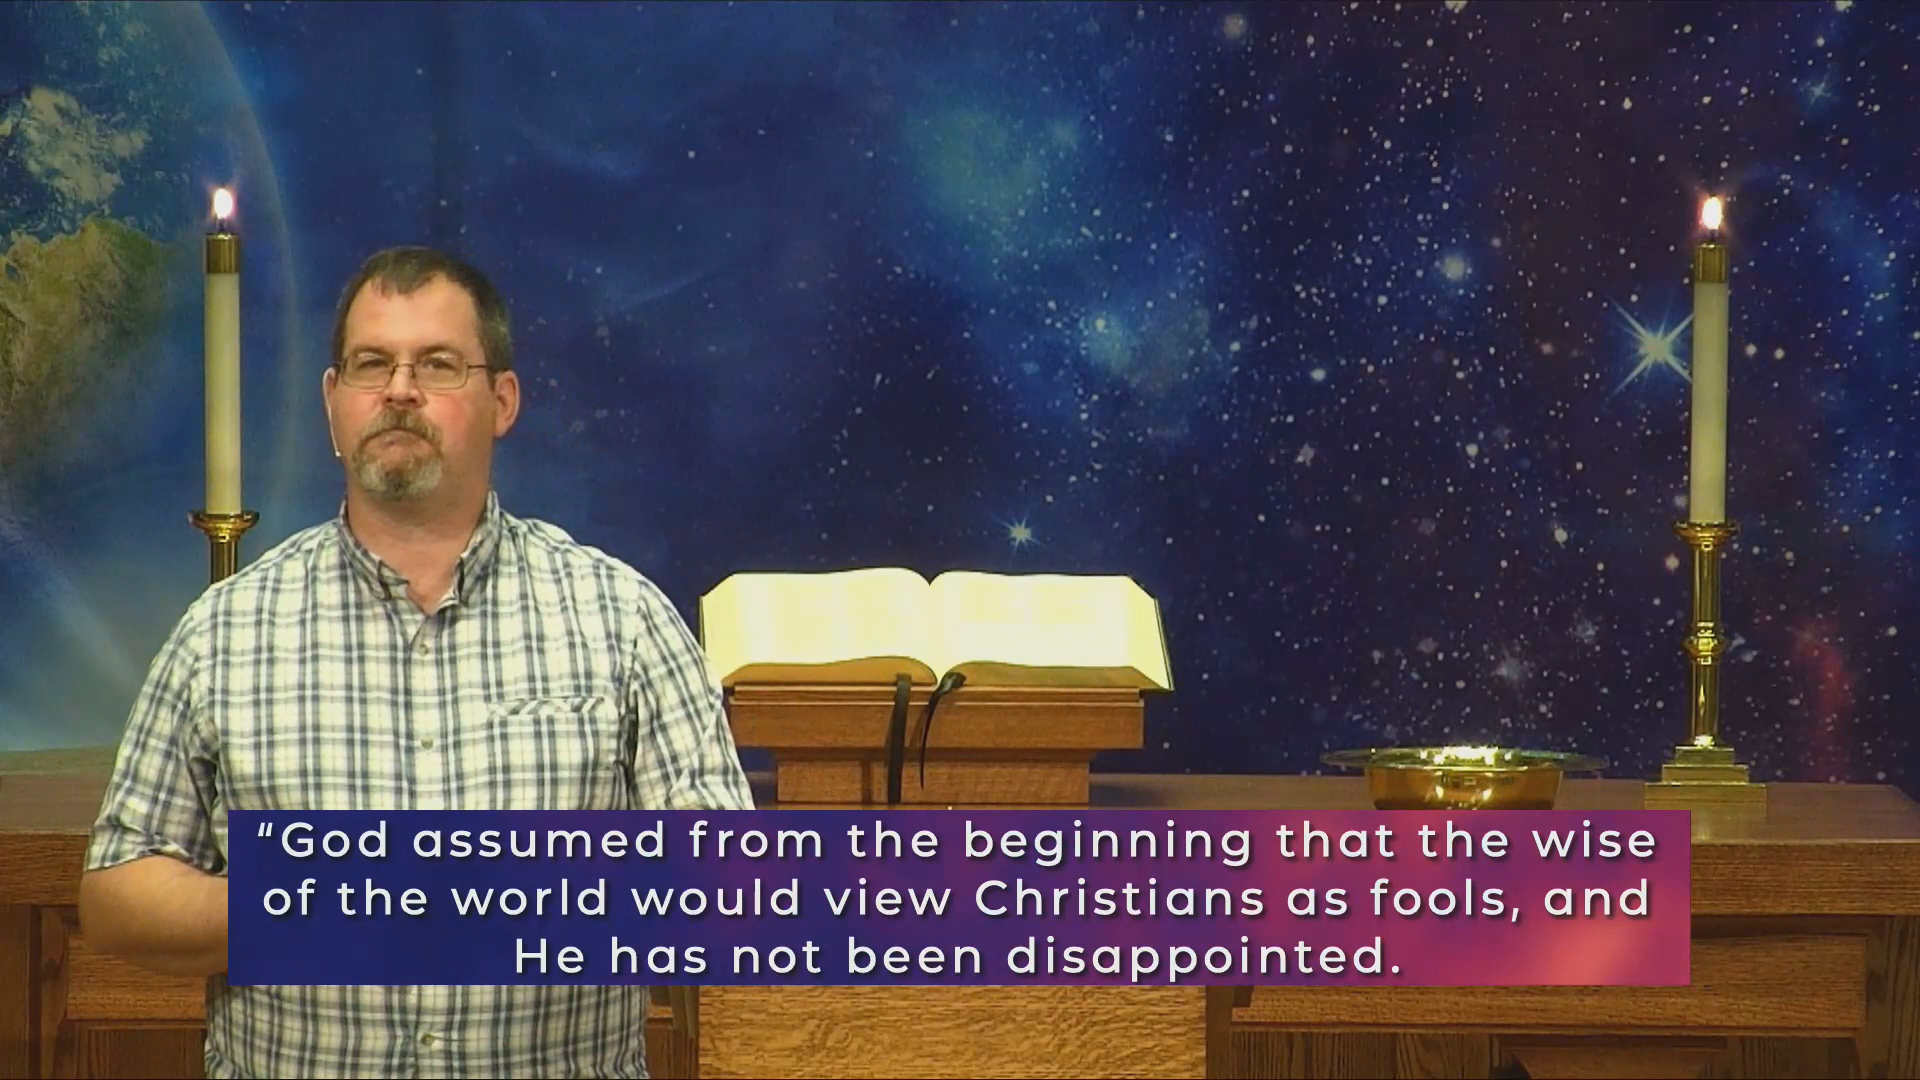 “God assumed from the beginning that the wise
of the world would view Christians as fools, and
He has not been disappointed.